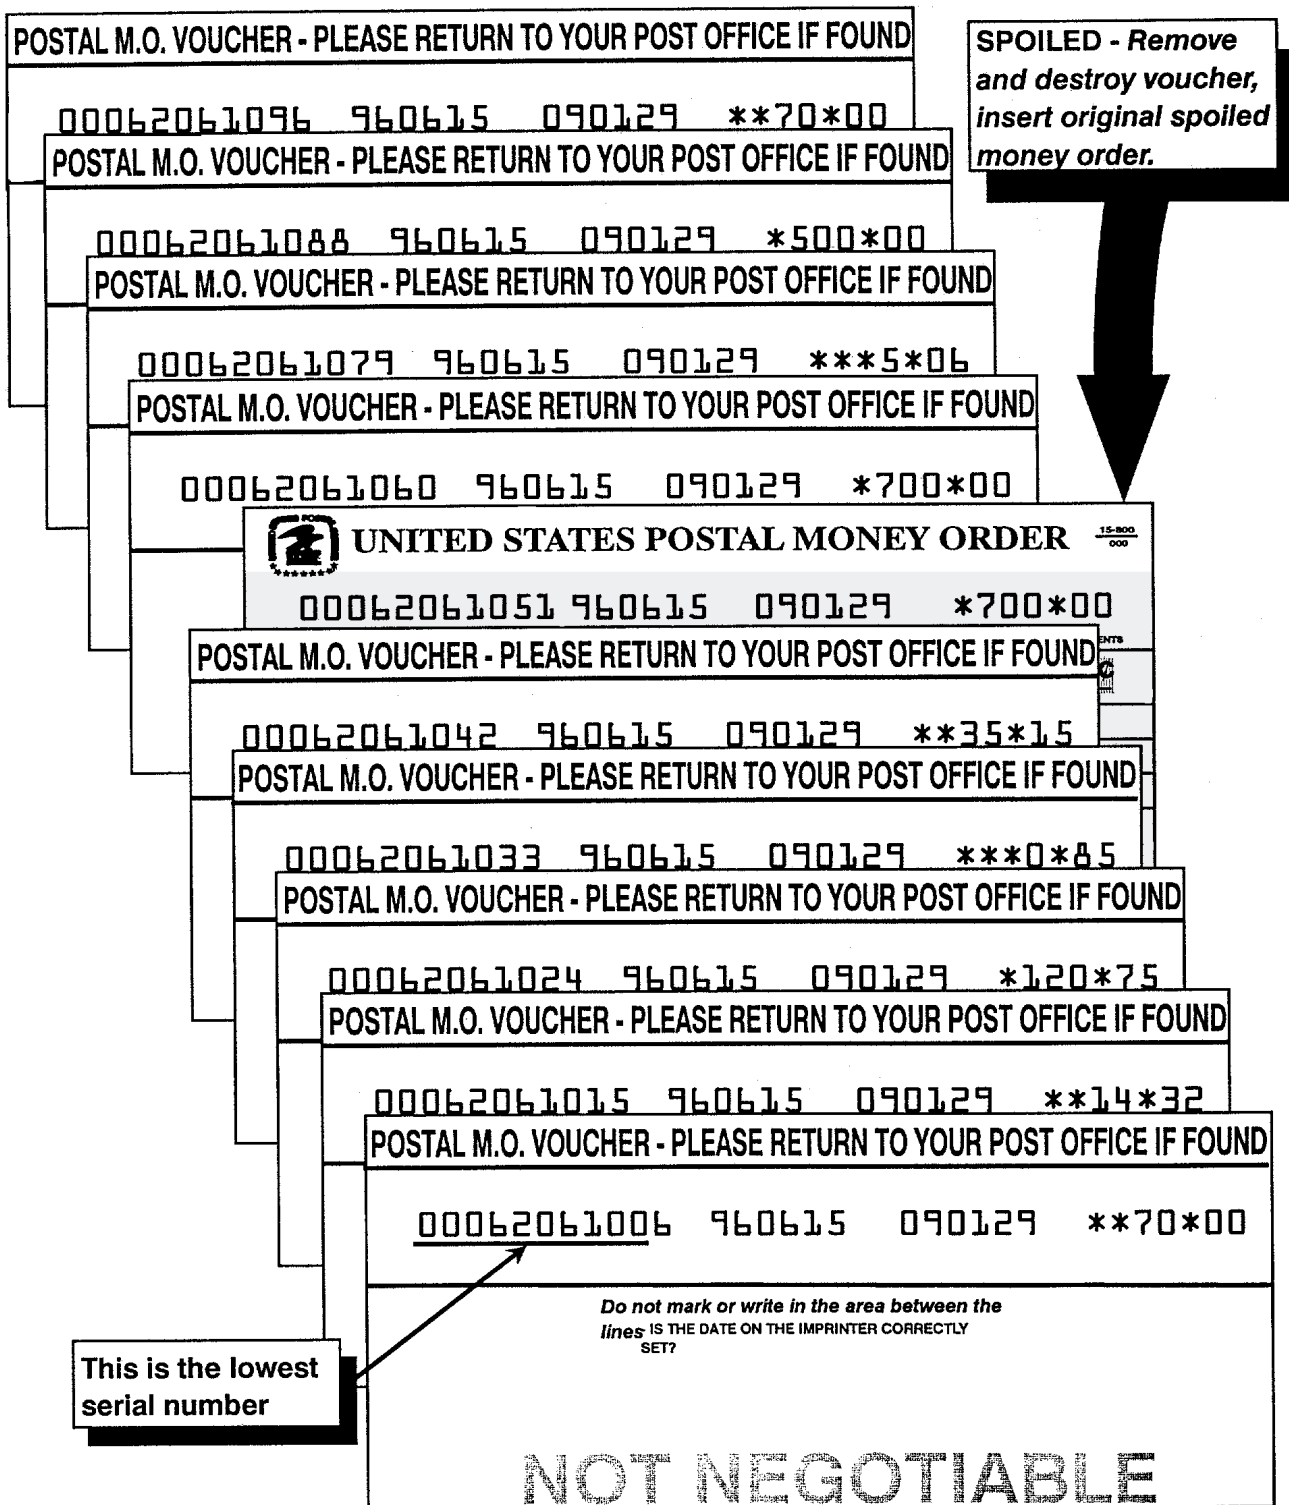 POSTAL M.O. VOUCHER - PLEASE RETURN TO YOUR POST OFFICE IF FOUND
00062061096 960615 090129 **70*00
SPOILED - Remove
and destroy voucher,
insert original spoiled
money order.
POSTAL M.O. VOUCHER - PLEASE RETURN TO YOUR POST OFFICE IF FOUND
00062061088 960615 090129 *500*00
POSTAL M.O. VOUCHER - PLEASE RETURN TO YOUR POST OFFICE IF FOUND
00062061079 960615 090129 ***5*06
POSTAL M.O. VOUCHER - PLEASE RETURN TO YOUR POST OFFICE IF FOUND
00062061060 960615 090129 *700*00
UNITED STATES POSTAL MONEY ORDER 15-800
000
00062061051 960615 090129 *700*00
ENTS
POSTAL M.O. VOUCHER - PLEASE RETURN TO YOUR POST OFFICE IF FOUND
¢
00062061042 960615 090129 **35*15
POSTAL M.O. VOUCHER - PLEASE RETURN TO YOUR POST OFFICE IF FOUND
00062061033 960615 090129 ***0*85
POSTAL M.O. VOUCHER - PLEASE RETURN TO YOUR POST OFFICE IF FOUND
00062061024 960615 090129 *120*75
POSTAL M.O. VOUCHER - PLEASE RETURN TO YOUR POST OFFICE IF FOUND
00062061015 960615 090129 **14*32
POSTAL M.O. VOUCHER - PLEASE RETURN TO YOUR POST OFFICE IF FOUND
00062061006 960615 090129 **70*00
Do not mark or write in the area between the
lines IS THE DATE ON THE IMPRINTER CORRECTLY
SET?
This is the lowest
serial number
NOT NEGOTIABLE